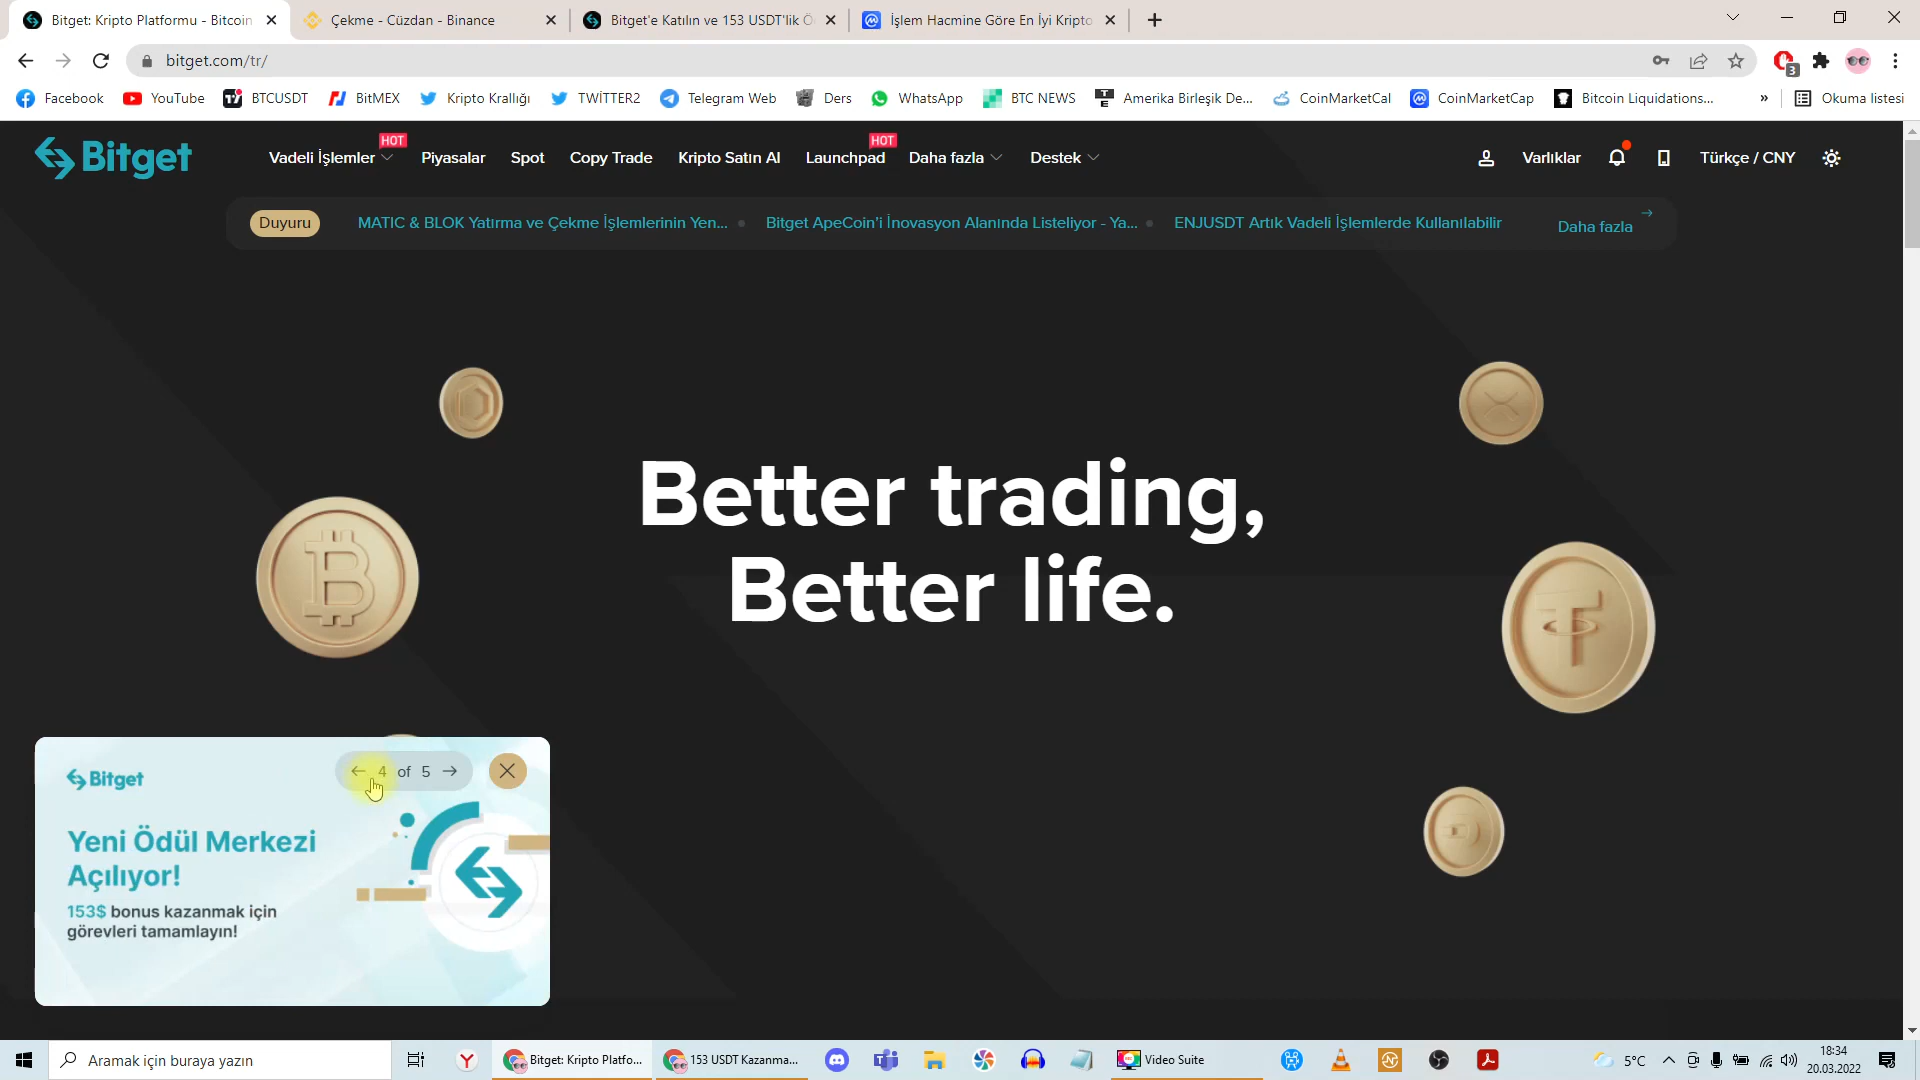 Bitget: Kripto Platformu - Bitcoin
Çekme - Cüzdan - Binance
Bitget'e Katılın ve 153 USDT'lik Ö
İşlem Hacmine Göre En İyi Kripto
bitget.com/tr/
3
Facebook
YouTube
BTCUSDT
BitMEX
Kripto Krallığı
TWİTTER2
Telegram Web
Ders
WhatsApp
BTC NEWS
Amerika Birleşik De...
CoinMarketCal
CoinMarketCap
Bitcoin Liquidations...
»
Okuma listesi
Bitget
Vadeli İşlemler
HOT
Piyasalar
Spot
Copy Trade
Kripto Satın Al
Launchpad
HOT
Daha fazla
Destek
Varlıklar
Türkçe / CNY
Duyuru
MATIC & BLOK Yatırma ve Çekme İşlemlerinin Yen...
Bitget ApeCoin'i İnovasyon Alanında Listeliyor - Ya...
ENJUSDT Artık Vadeli İşlemlerde Kullanılabilir
Daha fazla
Better trading,
Better life.
Bitget
4 of 5
Yeni Ödül Merkezi
Açılıyor!
153$ bonus kazanmak için
görevleri tamamlayın!
Aramak için buraya yazın
Bitget: Kripto Platfo...
153 USDT Kazanma...
Video Suite
5°C
18:34
20.03.2022